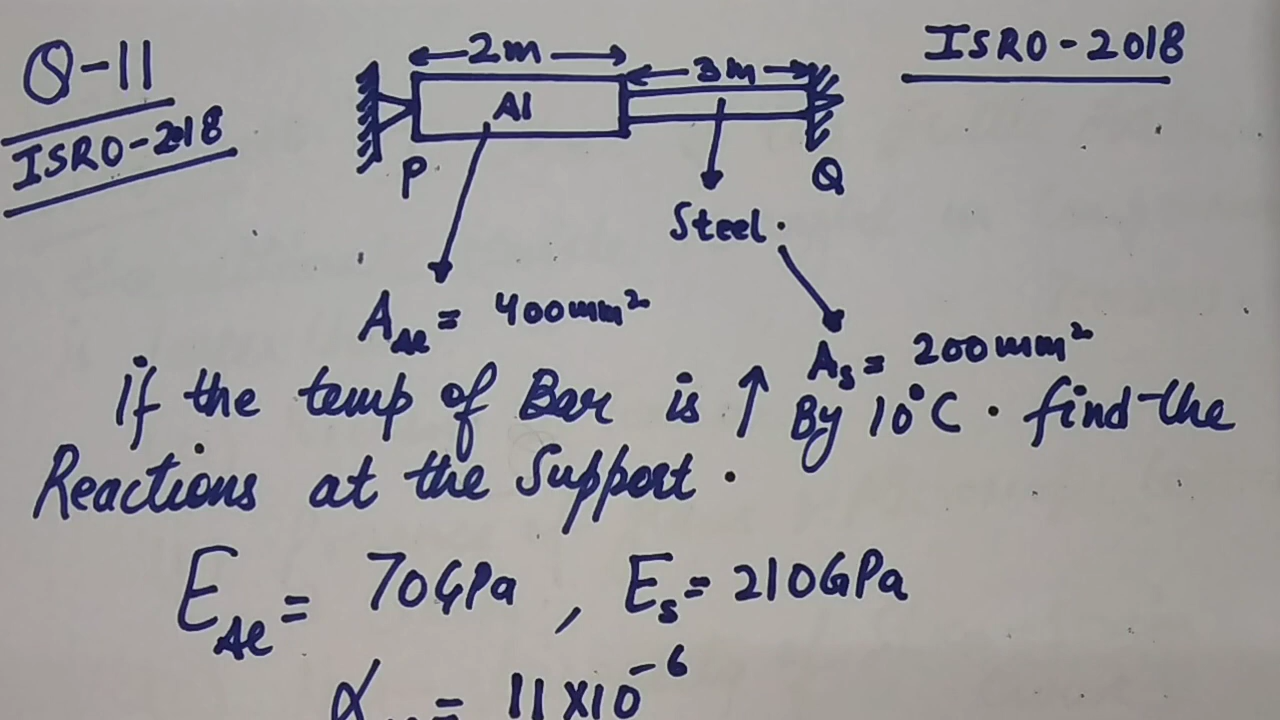 Q-11
ISRO-2018
ISRO-2018
2m
3m
Al
P
Q
Steel.
A_Al = 400mm²
A_s = 200mm²
if the temp of Bar is ↑ By 10°C. find the
Reactions at the Support.
E_Al = 70GPa, E_s = 210GPa
α = 11×10⁻⁶